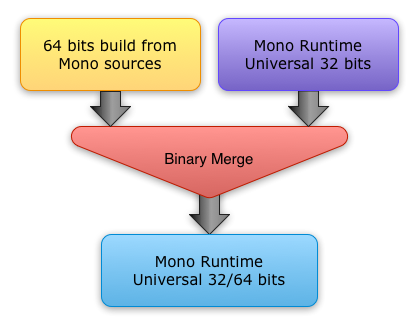 64 bits build from
Mono sources
Mono Runtime
Universal 32 bits
Binary Merge
Mono Runtime
Universal 32/64 bits